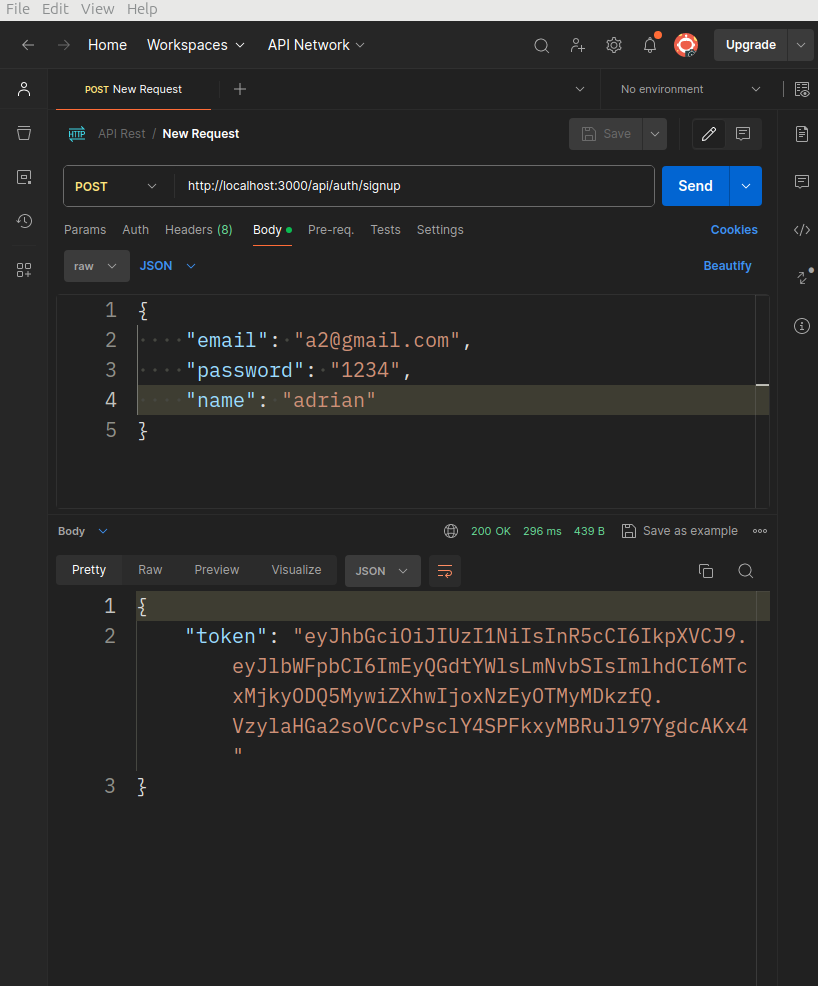 File Edit View Help
Home Workspaces API Network Upgrade
POST New Request No environment
HTTP API Rest / New Request Save
POST http://localhost:3000/api/auth/signup Send
Params Auth Headers (8) Body Pre-req. Tests Settings Cookies
raw JSON Beautify
1 {
2 "email": "a2@gmail.com",
3 "password": "1234",
4 "name": "adrian"
5 }
Body 200 OK 296 ms 439 B Save as example
Pretty Raw Preview Visualize JSON
1 {
2 "token": "eyJhbGciOiJIUzI1NiIsInR5cCI6IkpXVCJ9.
eyJlbWFpbCI6ImEyQGdtYWlsLmNvbSIsImlhdCI6MTc
xMjkyODQ5MywiZXhwIjoxNzEyOTMyMDkzfQ.
VzylaHGa2soVCcvPsclY4SPFkxyMBRuJl97YgdcAKx4
"
3 }